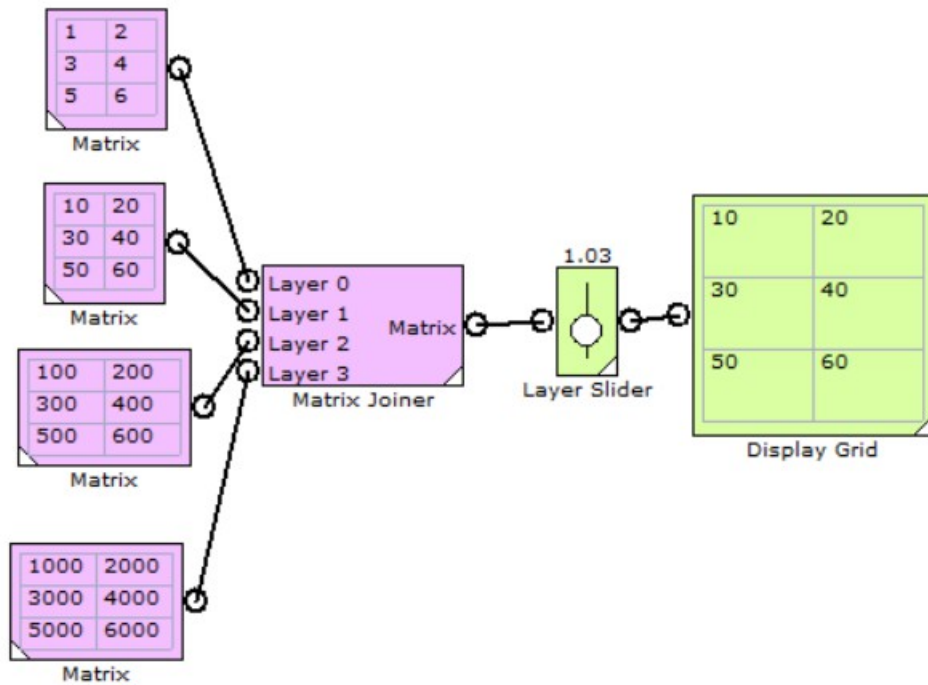 1 2
3 4
5 6
Matrix
10 20
30 40
50 60
Matrix
100 200
300 400
500 600
Matrix
1000 2000
3000 4000
5000 6000
Matrix
Layer 0
Layer 1
Layer 2
Layer 3
Matrix
Matrix Joiner
1.03
Layer Slider
10 20
30 40
50 60
Display Grid